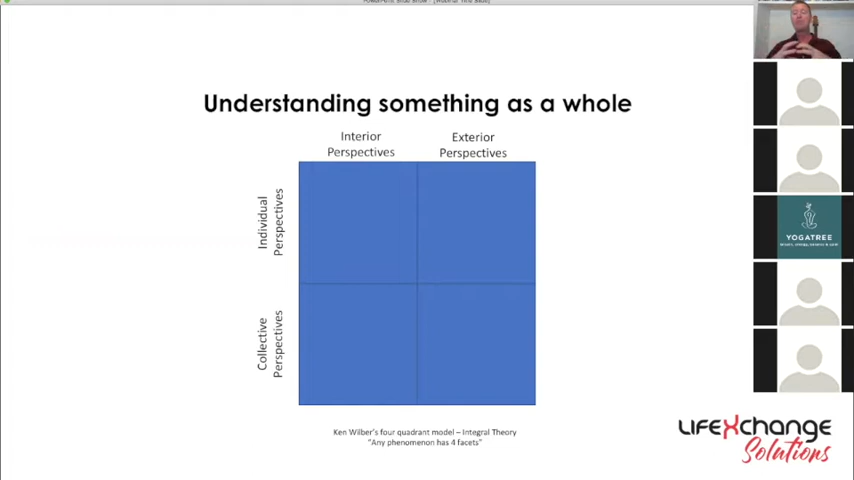 Understanding something as a whole
Interior
Perspectives
Exterior
Perspectives
Individual
Perspectives
Collective
Perspectives
Ken Wilber's four quadrant model – Integral Theory
"Any phenomenon has 4 facets"
YOGATREE
LIFEXchange
Solutions